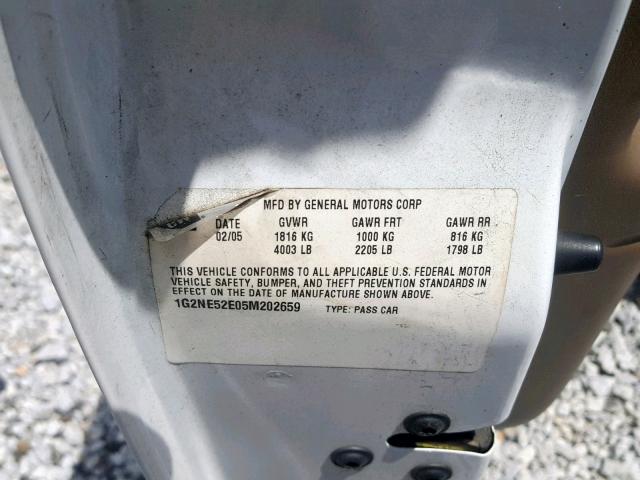 MFD BY GENERAL MOTORS CORP
DATE GVWR GAWR FRT GAWR RR
02/05 1816 KG 1000 KG 816 KG
4003 LB 2205 LB 1798 LB
THIS VEHICLE CONFORMS TO ALL APPLICABLE U.S. FEDERAL MOTOR
VEHICLE SAFETY, BUMPER, AND THEFT PREVENTION STANDARDS IN
EFFECT ON THE DATE OF MANUFACTURE SHOWN ABOVE.
1G2NE52E05M202659 TYPE: PASS CAR